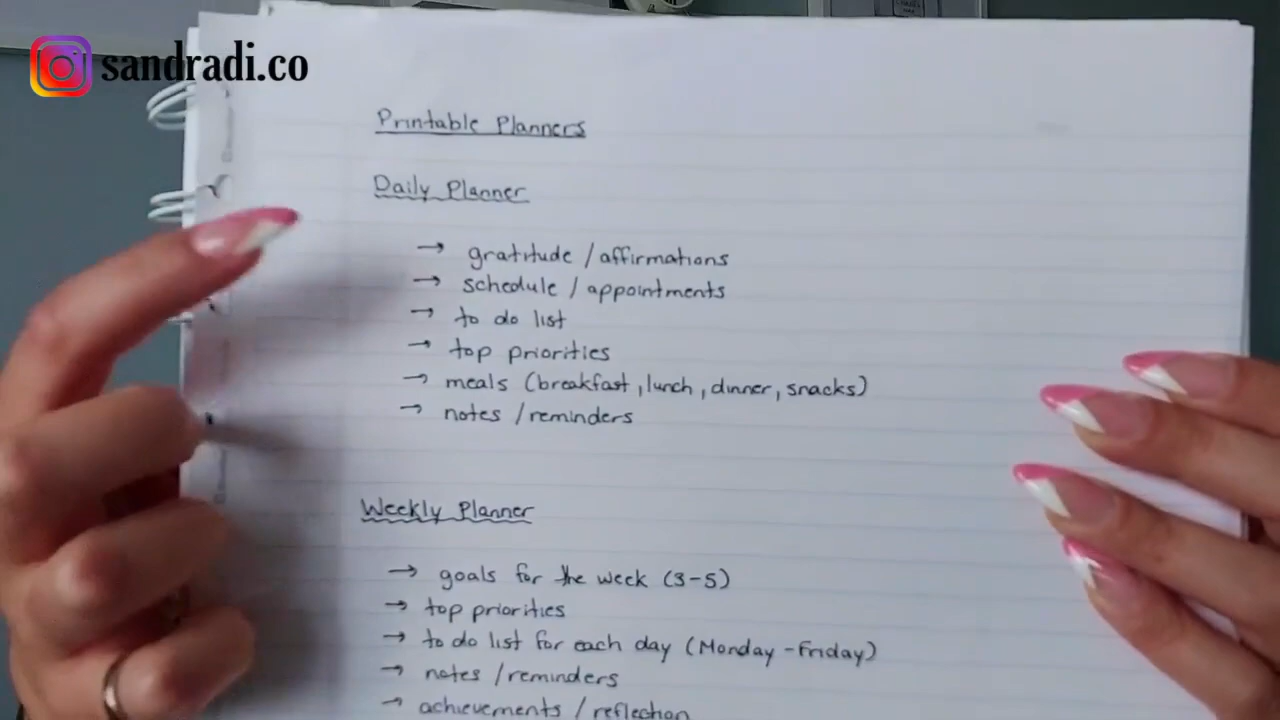 sandradi.co
Printable Planners
Daily Planner
→ gratitude / affirmations
→ schedule / appointments
→ to do list
→ top priorities
→ meals (breakfast, lunch, dinner, snacks)
→ notes / reminders
Weekly Planner
→ goals for the week (3-5)
→ top priorities
→ to do list for each day (Monday - Friday)
→ notes / reminders
→ achievements / reflection